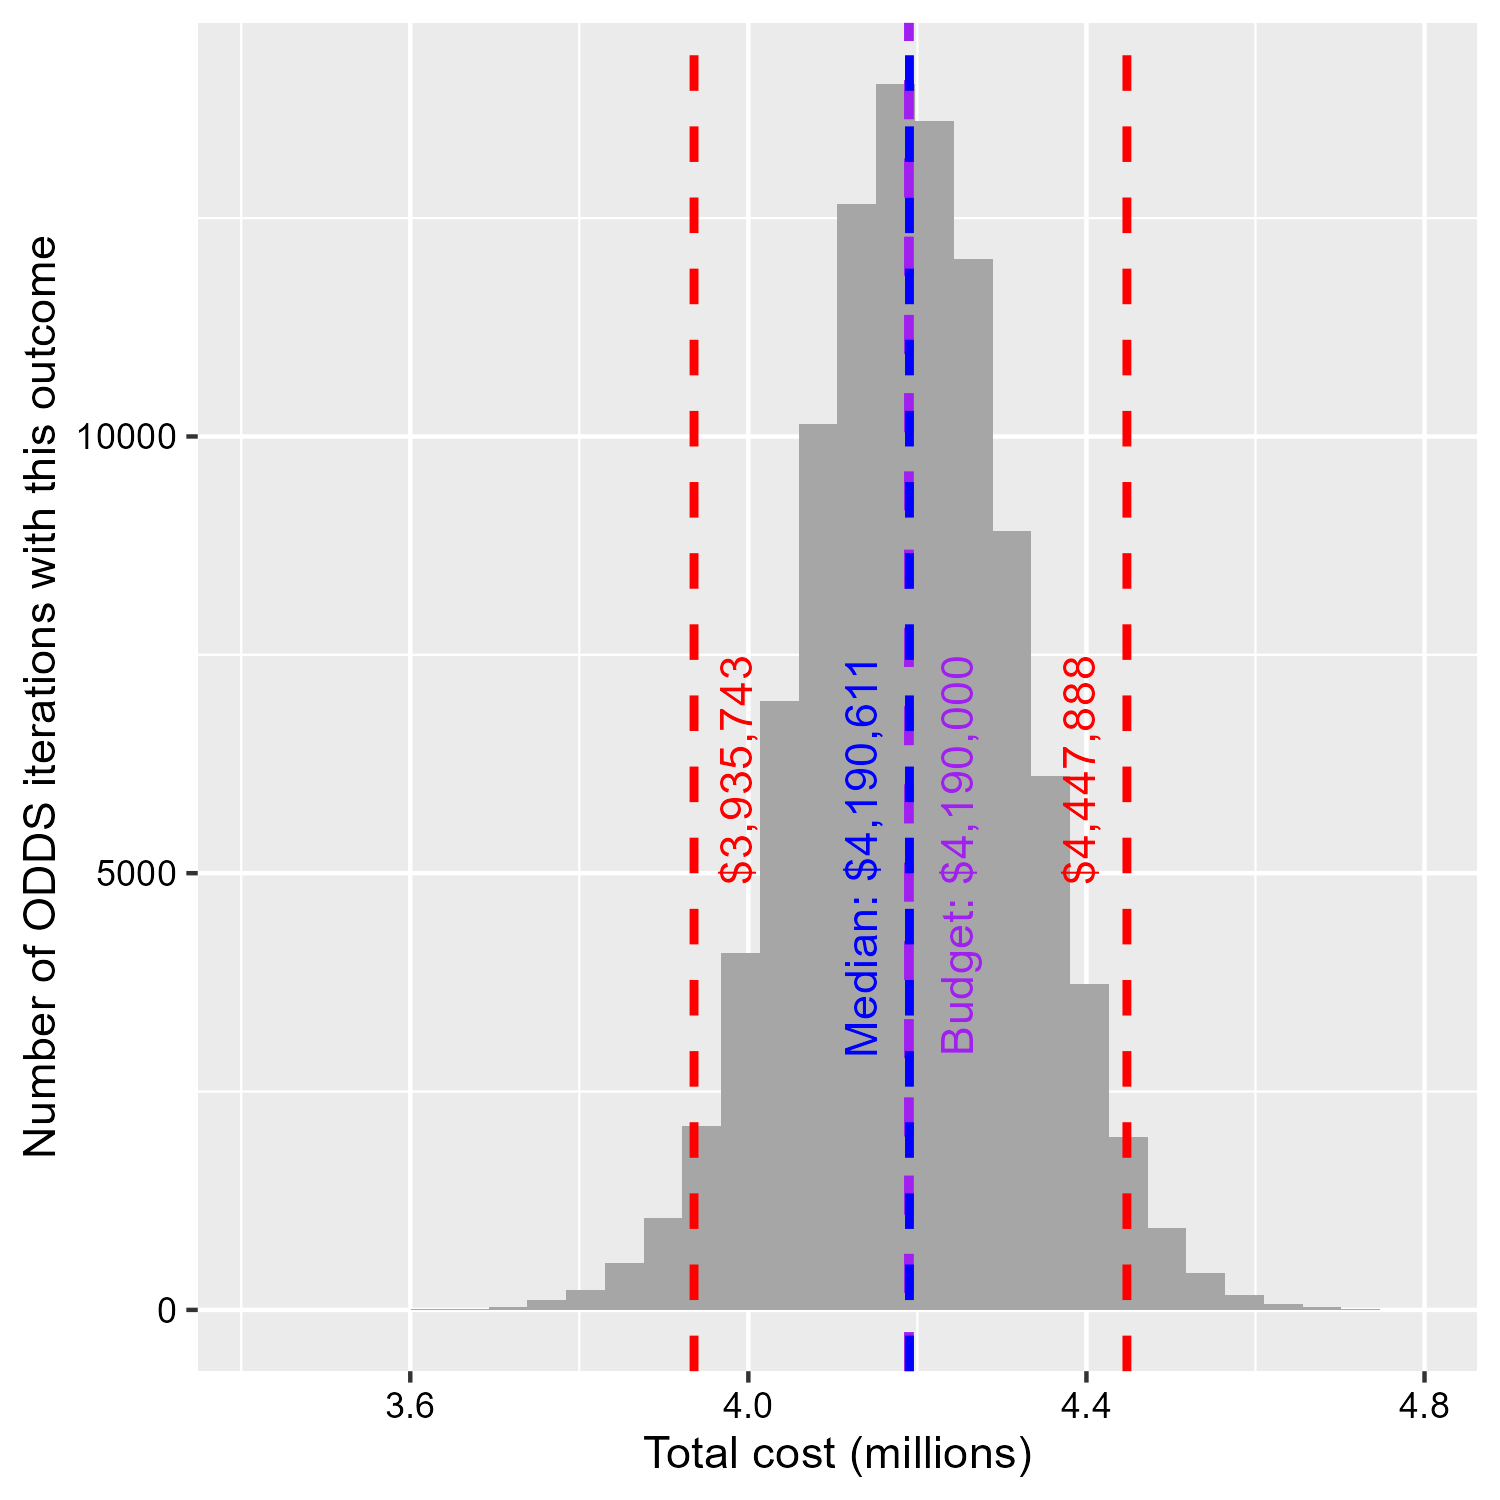 Number of ODDS iterations with this outcome
10000
5000
0
$3,935,743
Median: $4,190,611
Budget: $4,190,000
$4,447,888
3.6
4.0
4.4
4.8
Total cost (millions)